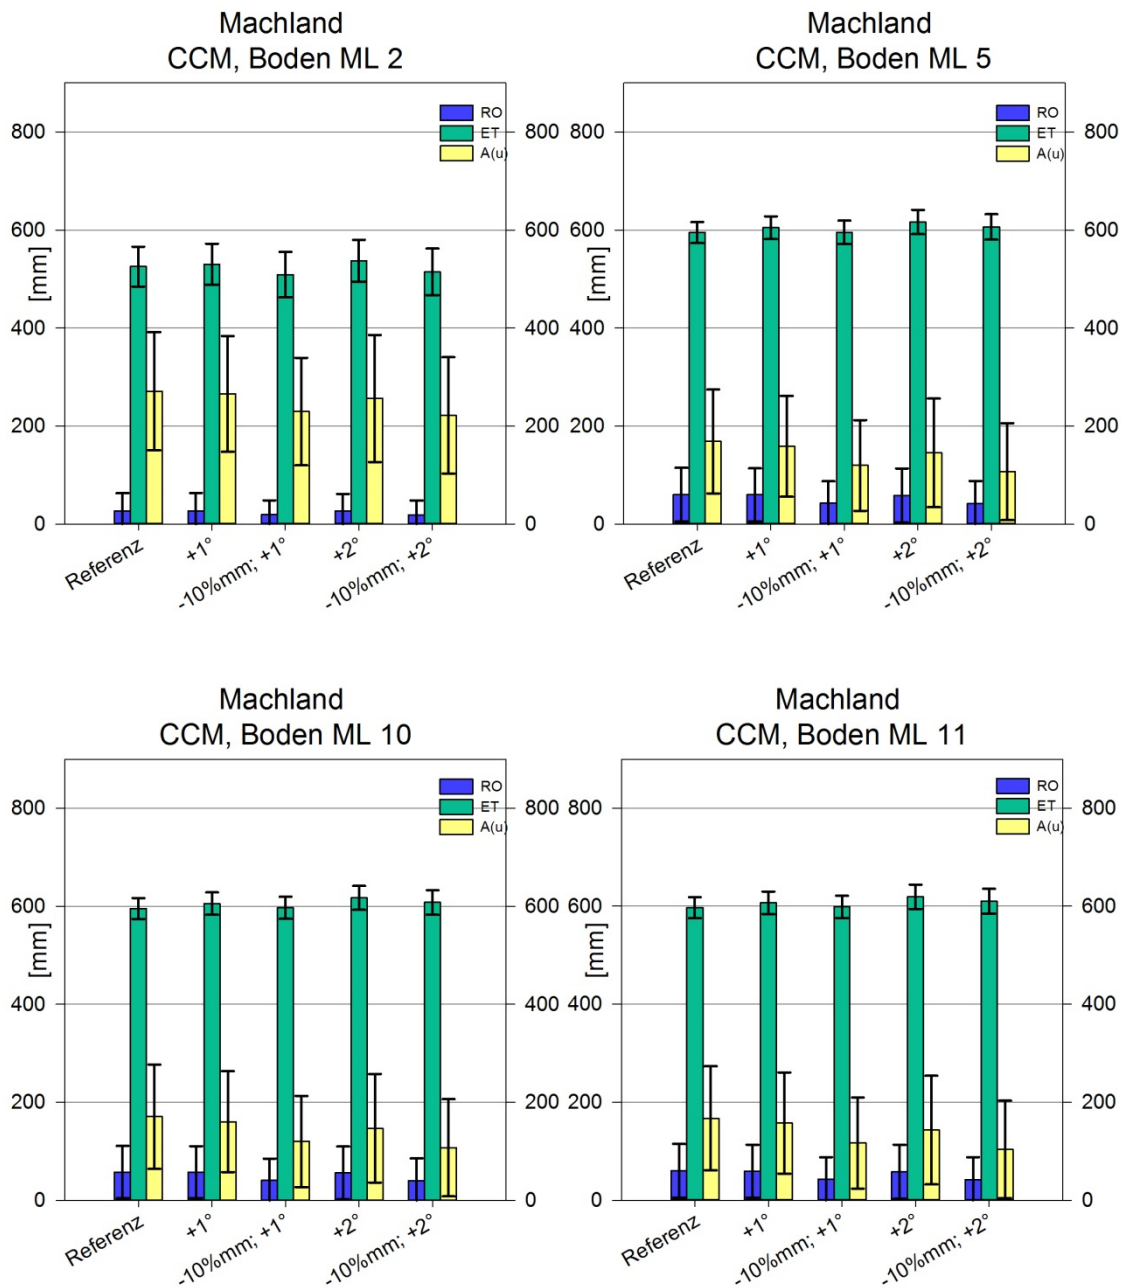 Machland
CCM, Boden ML 2
RO
ET
A(u)
800
600
400
200
0
[mm]
800
600
400
200
0
Referenz
+1°
-10%mm; +1°
+2°
-10%mm; +2°
Machland
CCM, Boden ML 5
RO
ET
A(u)
800
600
400
200
0
[mm]
800
600
400
200
0
Referenz
+1°
-10%mm; +1°
+2°
-10%mm; +2°
Machland
CCM, Boden ML 10
RO
ET
A(u)
800
600
400
200
0
[mm]
800
600
400
200
0
Referenz
+1°
-10%mm; +1°
+2°
-10%mm; +2°
Machland
CCM, Boden ML 11
RO
ET
A(u)
800
600
400
200
0
[mm]
800
600
400
200
0
Referenz
+1°
-10%mm; +1°
+2°
-10%mm; +2°